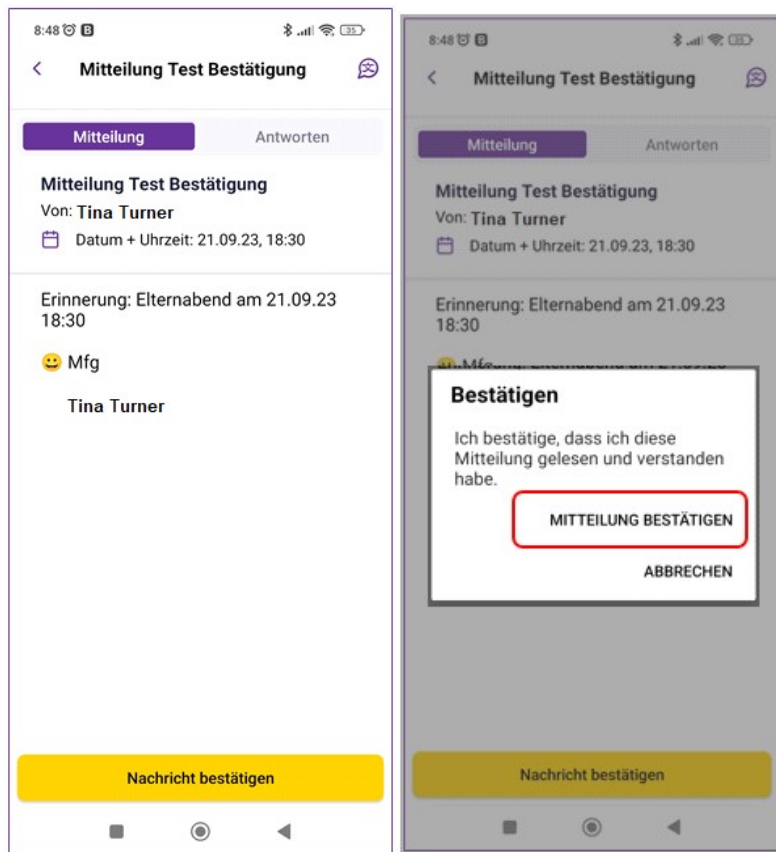 8:48
35
Mitteilung Test Bestätigung
Mitteilung
Antworten
Mitteilung Test Bestätigung
Von: Tina Turner
Datum + Uhrzeit: 21.09.23, 18:30
Erinnerung: Elternabend am 21.09.23
18:30
😀 Mfg
Tina Turner
Nachricht bestätigen
8:48
35
Mitteilung Test Bestätigung
Mitteilung
Antworten
Mitteilung Test Bestätigung
Von: Tina Turner
Datum + Uhrzeit: 21.09.23, 18:30
Erinnerung: Elternabend am 21.09.23
18:30
Bestätigen
Ich bestätige, dass ich diese
Mitteilung gelesen und verstanden
habe.
MITTEILUNG BESTÄTIGEN
ABBRECHEN
Nachricht bestätigen